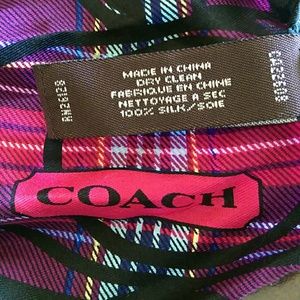 MADE IN CHINA
DRY CLEAN
FABRIQUE EN CHINE
NETTOYAGE A SEC
100% SILK/SOIE
COACH